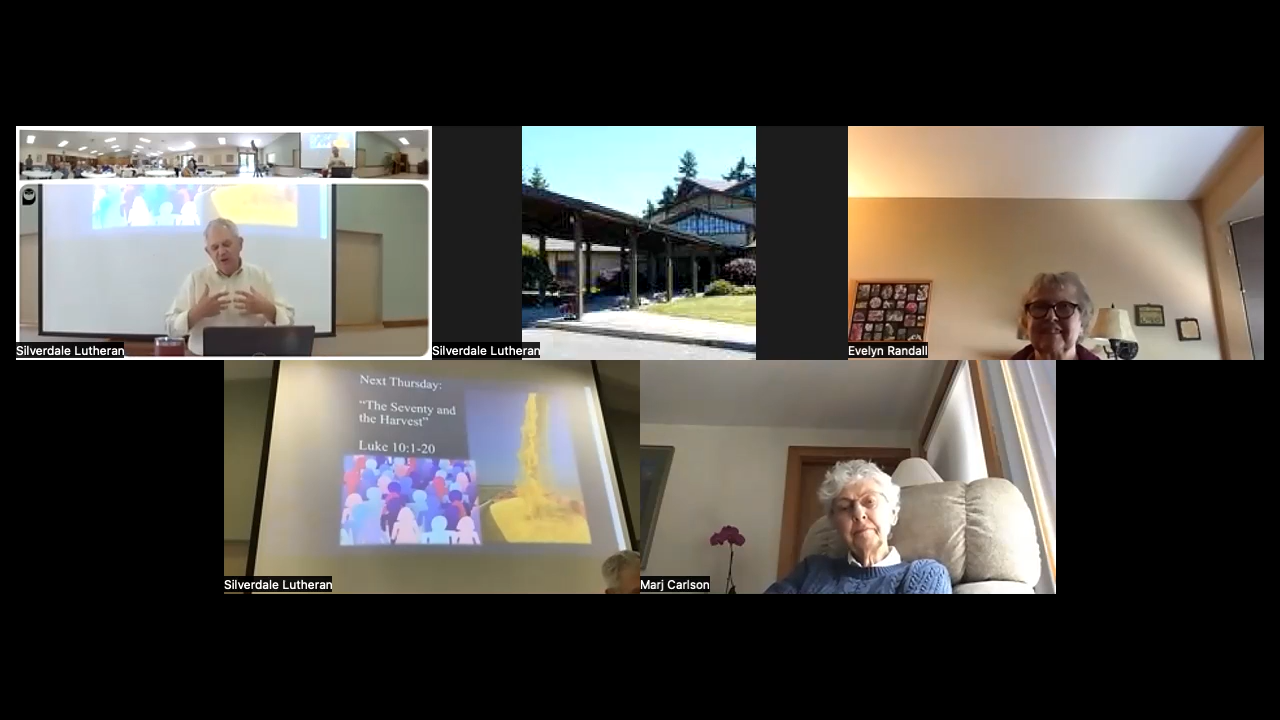 Silverdale Lutheran
Silverdale Lutheran
Evelyn Randall
Next Thursday:
“The Seventy and
the Harvest”
Luke 10:1-20
Silverdale Lutheran
Marj Carlson